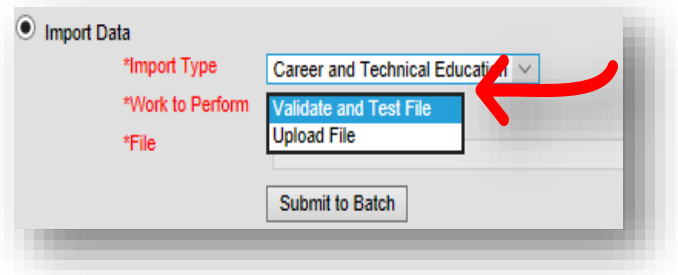 Import Data
*Import Type Career and Technical Education
*Work to Perform Validate and Test File
Upload File
*File
Submit to Batch